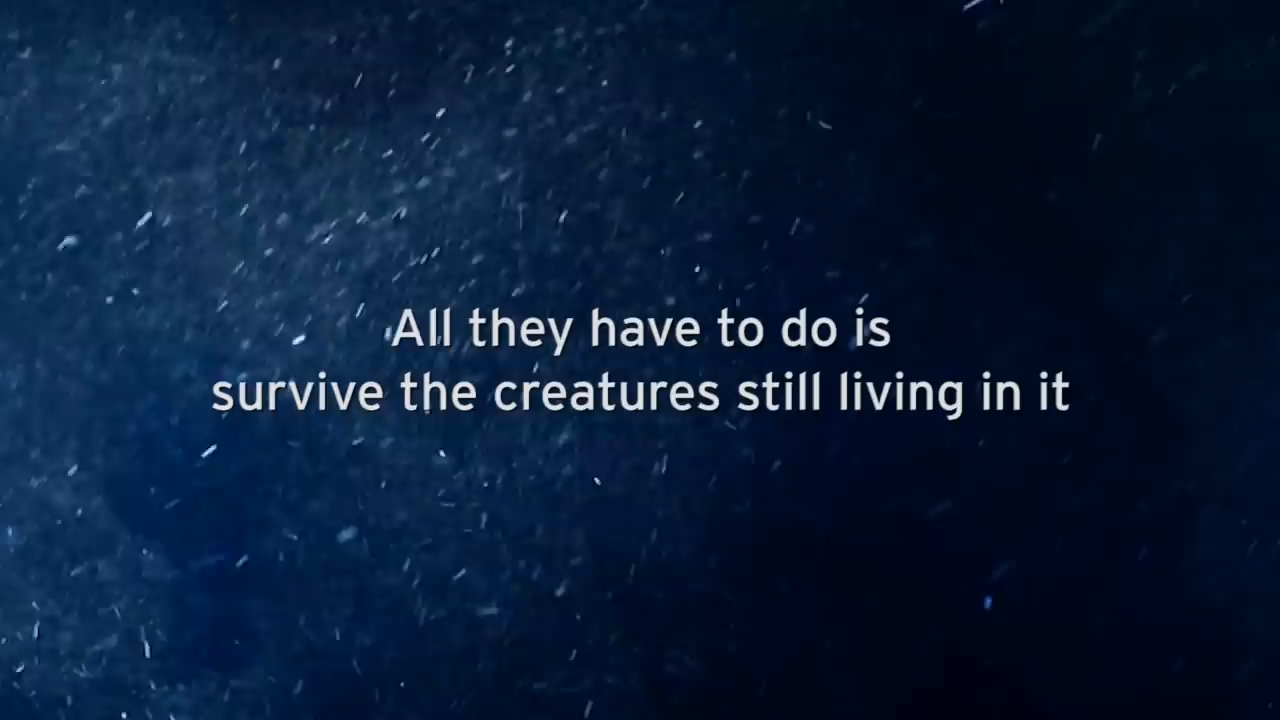 All they have to do is
survive the creatures still living in it